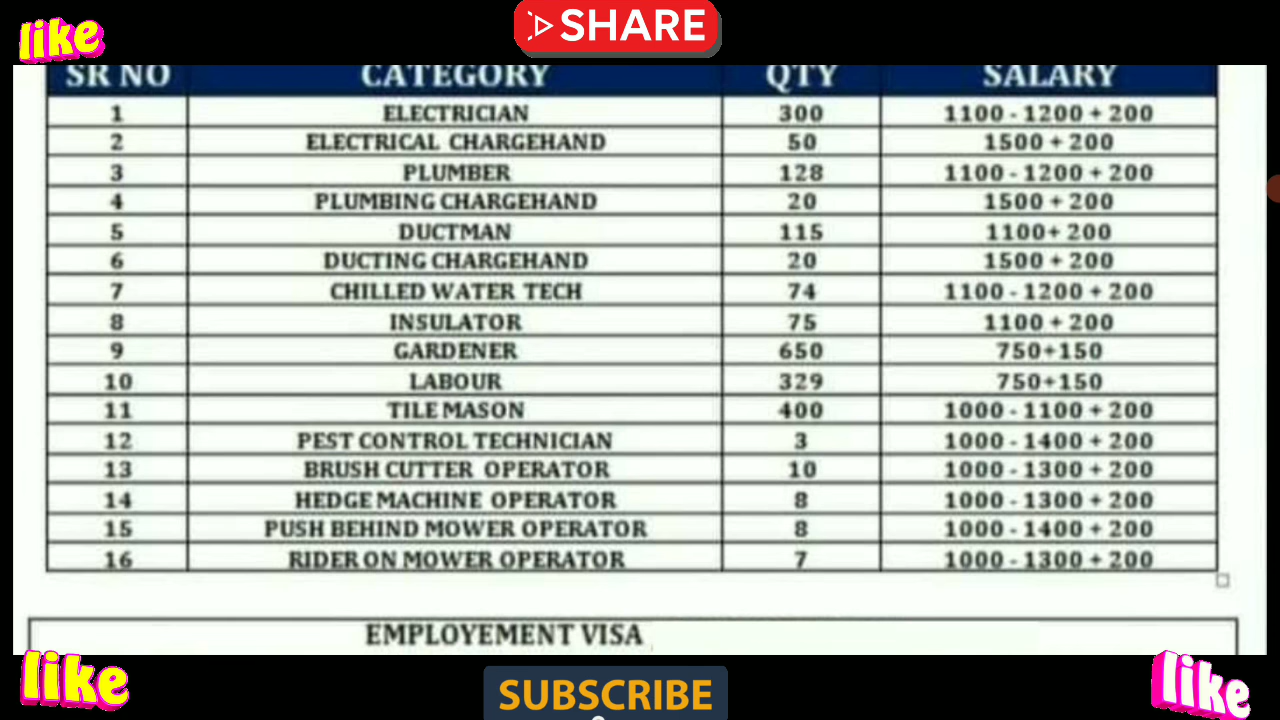 like
SHARE
SR NO CATEGORY QTY SALARY
1 ELECTRICIAN 300 1100 - 1200 + 200
2 ELECTRICAL CHARGEHAND 50 1500 + 200
3 PLUMBER 128 1100 - 1200 + 200
4 PLUMBING CHARGEHAND 20 1500 + 200
5 DUCTMAN 115 1100+ 200
6 DUCTING CHARGEHAND 20 1500 + 200
7 CHILLED WATER TECH 74 1100 - 1200 + 200
8 INSULATOR 75 1100 + 200
9 GARDENER 650 750+150
10 LABOUR 329 750+150
11 TILE MASON 400 1000 - 1100 + 200
12 PEST CONTROL TECHNICIAN 3 1000 - 1400 + 200
13 BRUSH CUTTER OPERATOR 10 1000 - 1300 + 200
14 HEDGE MACHINE OPERATOR 8 1000 - 1300 + 200
15 PUSH BEHIND MOWER OPERATOR 8 1000 - 1400 + 200
16 RIDER ON MOWER OPERATOR 7 1000 - 1300 + 200
EMPLOYEMENT VISA
like
SUBSCRIBE
like